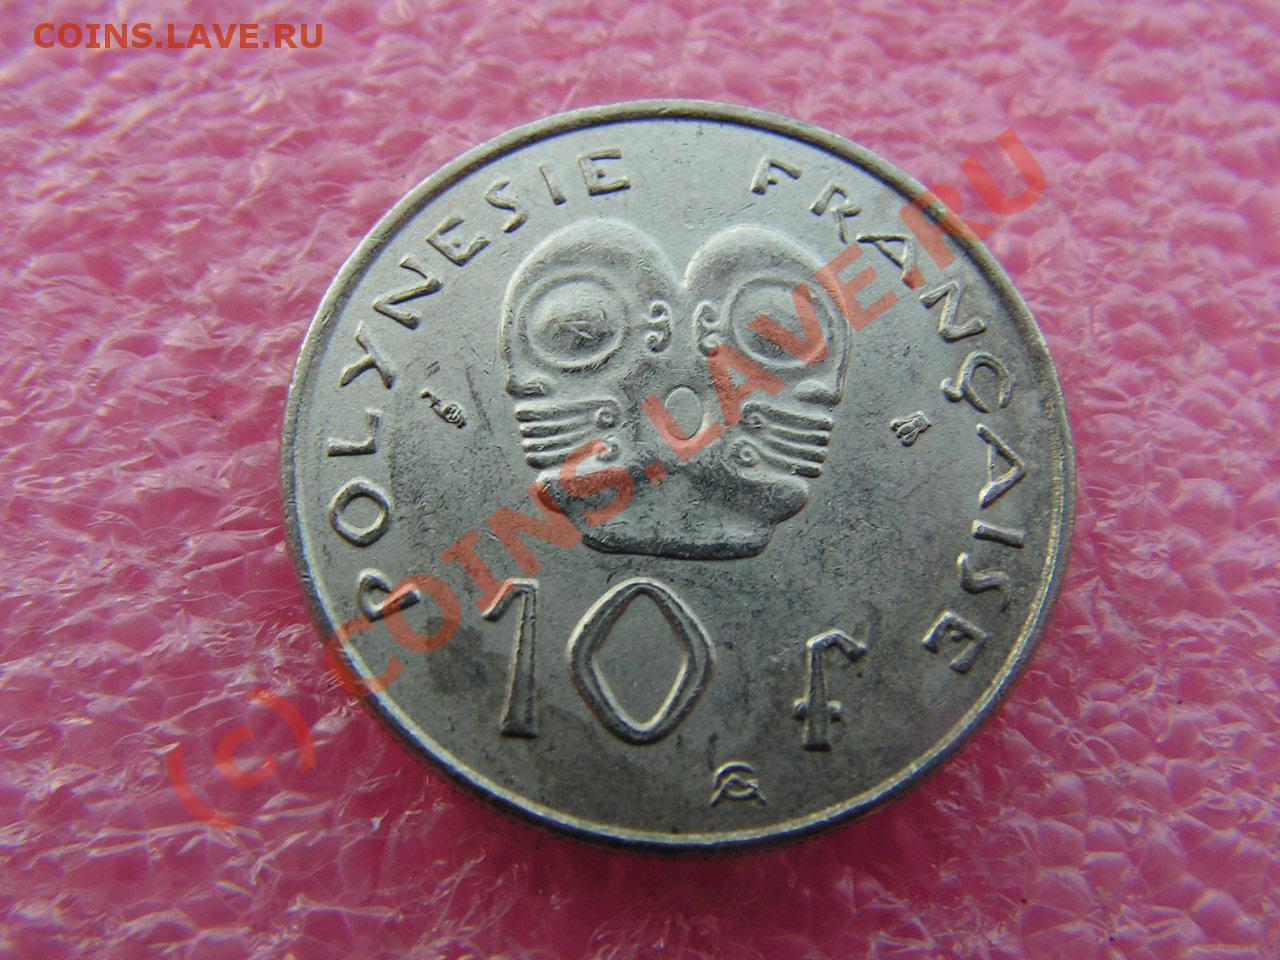 COINS.LAVE.RU
POLYNESIE FRANÇAISE
10 f
(c) COINS.LAVE.RU